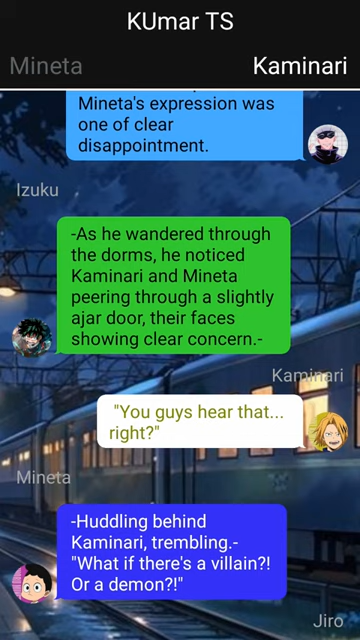 KUmar TS
Mineta
Kaminari
Mineta's expression was
one of clear
disappointment.
Izuku
-As he wandered through
the dorms, he noticed
Kaminari and Mineta
peering through a slightly
ajar door, their faces
showing clear concern.-
Kaminari
"You guys hear that...
right?"
Mineta
-Huddling behind
Kaminari, trembling.-
"What if there's a villain?!
Or a demon?!"
Jiro